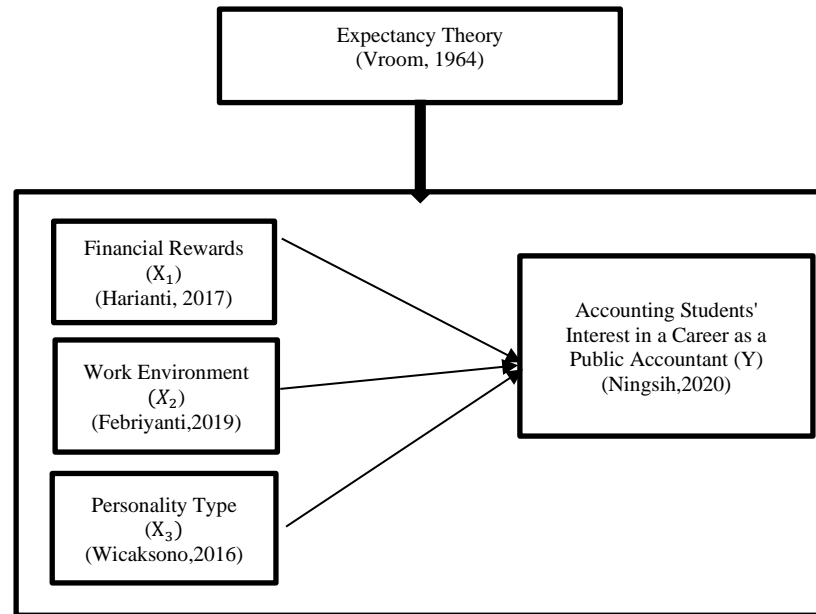 Expectancy Theory
(Vroom, 1964)
Financial Rewards
(X₁)
(Harianti, 2017)
Work Environment
(X₂)
(Febriyanti,2019)
Personality Type
(X₃)
(Wicaksono,2016)
Accounting Students'
Interest in a Career as a
Public Accountant (Y)
(Ningsih,2020)